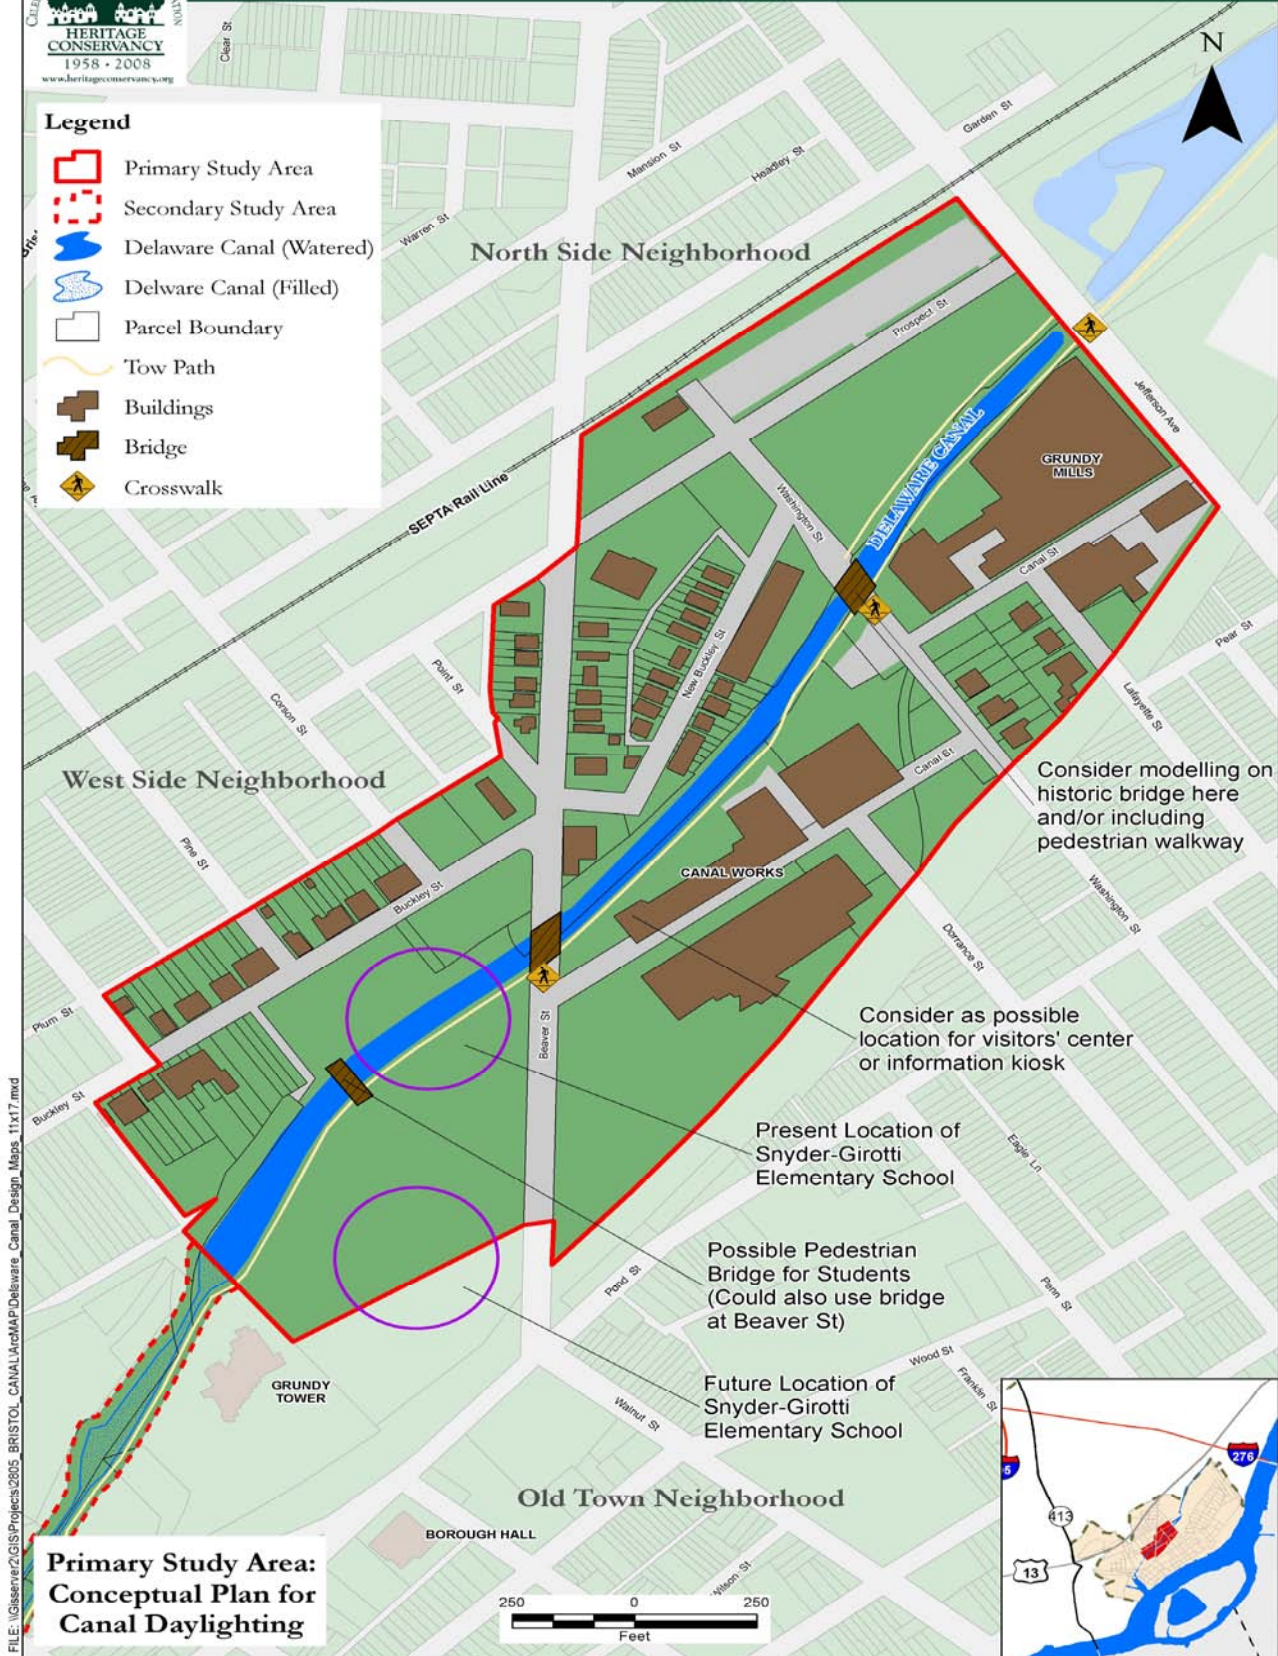 HERITAGE
CONSERVANCY
1958 • 2008
www.heritageconservancy.org
N
Legend
Primary Study Area
Secondary Study Area
Delaware Canal (Watered)
Delware Canal (Filled)
Parcel Boundary
Tow Path
Buildings
Bridge
Crosswalk
Clear St
Garden St
Mansion St
Headley St
Warren St
North Side Neighborhood
Prospect St
Jefferson Ave
DELAWARE CANAL
GRUNDY
MILLS
SEPTA Rail Line
Washington St
Canal St
Pear St
New Buckley St
Point St
Corson St
Lafayette St
West Side Neighborhood
Canal St
Consider modelling on
historic bridge here
and/or including
pedestrian walkway
Pine St
CANAL WORKS
Buckley St
Washington St
Dorrance St
Plum St
Beaver St
Consider as possible
location for visitors' center
or information kiosk
Buckley St
Present Location of
Snyder-Girotti
Elementary School
Eagle Ln
Possible Pedestrian
Bridge for Students
(Could also use bridge
at Beaver St)
Pond St
Penn St
Wood St
Franklin St
GRUNDY
TOWER
Future Location of
Snyder-Girotti
Elementary School
Walnut St
Old Town Neighborhood
BOROUGH HALL
Wilson St
276
413
13
Primary Study Area:
Conceptual Plan for
Canal Daylighting
250 0 250
Feet
FILE: \\Gisserver2\GIS\Projects\2805_BRISTOL_CANAL\ArcMAP\Delaware_Canal_Design_Maps_11x17.mxd